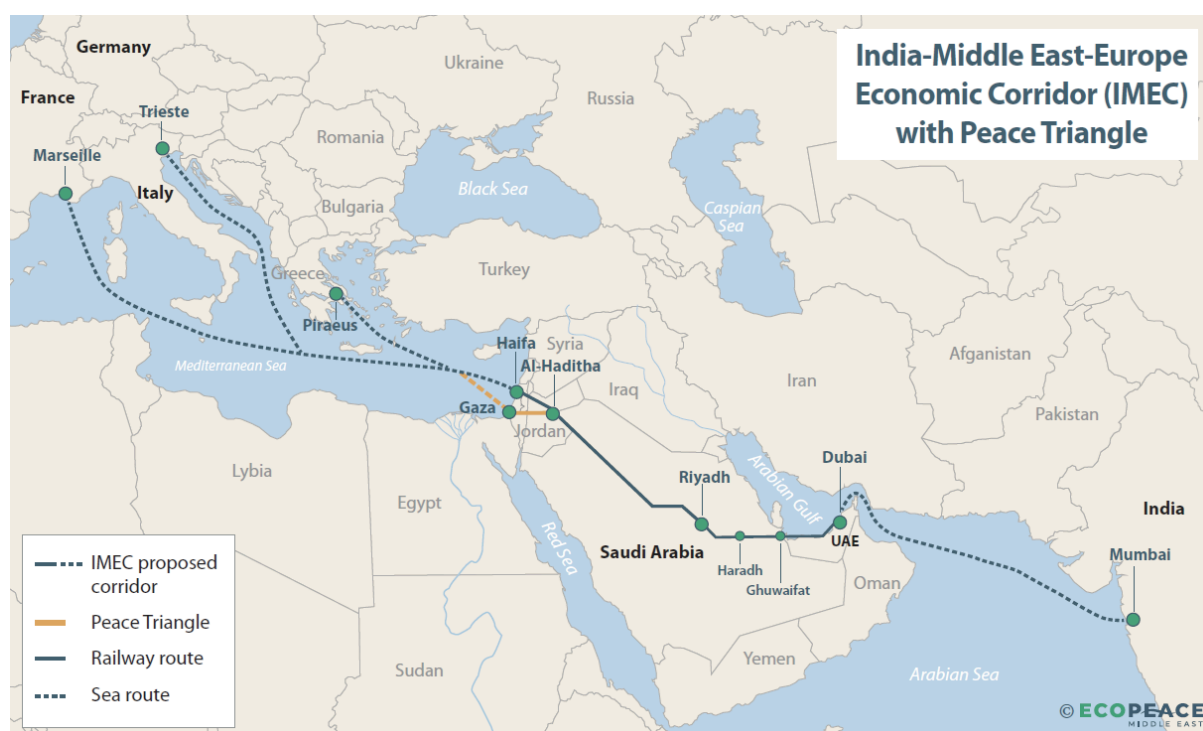 India-Middle East-Europe
Economic Corridor (IMEC)
with Peace Triangle
Germany
Ukraine
France
Russia
Trieste
Romania
Marseille
Italy
Black Sea
Bulgaria
Caspian
Sea
Greece
Turkey
Piraeus
Haifa
Syria
Mediterranean Sea
Al-Haditha
Afganistan
Iraq
Iran
Gaza
Pakistan
Jordan
Lybia
Dubai
Riyadh
Arabian Gulf
Egypt
India
Red Sea
UAE
Saudi Arabia
Mumbai
Haradh
Ghuwaifat
Oman
IMEC proposed
corridor
Peace Triangle
Railway route
Sea route
Sudan
Yemen
Arabian Sea
© ECOPEACE
MIDDLE EAST